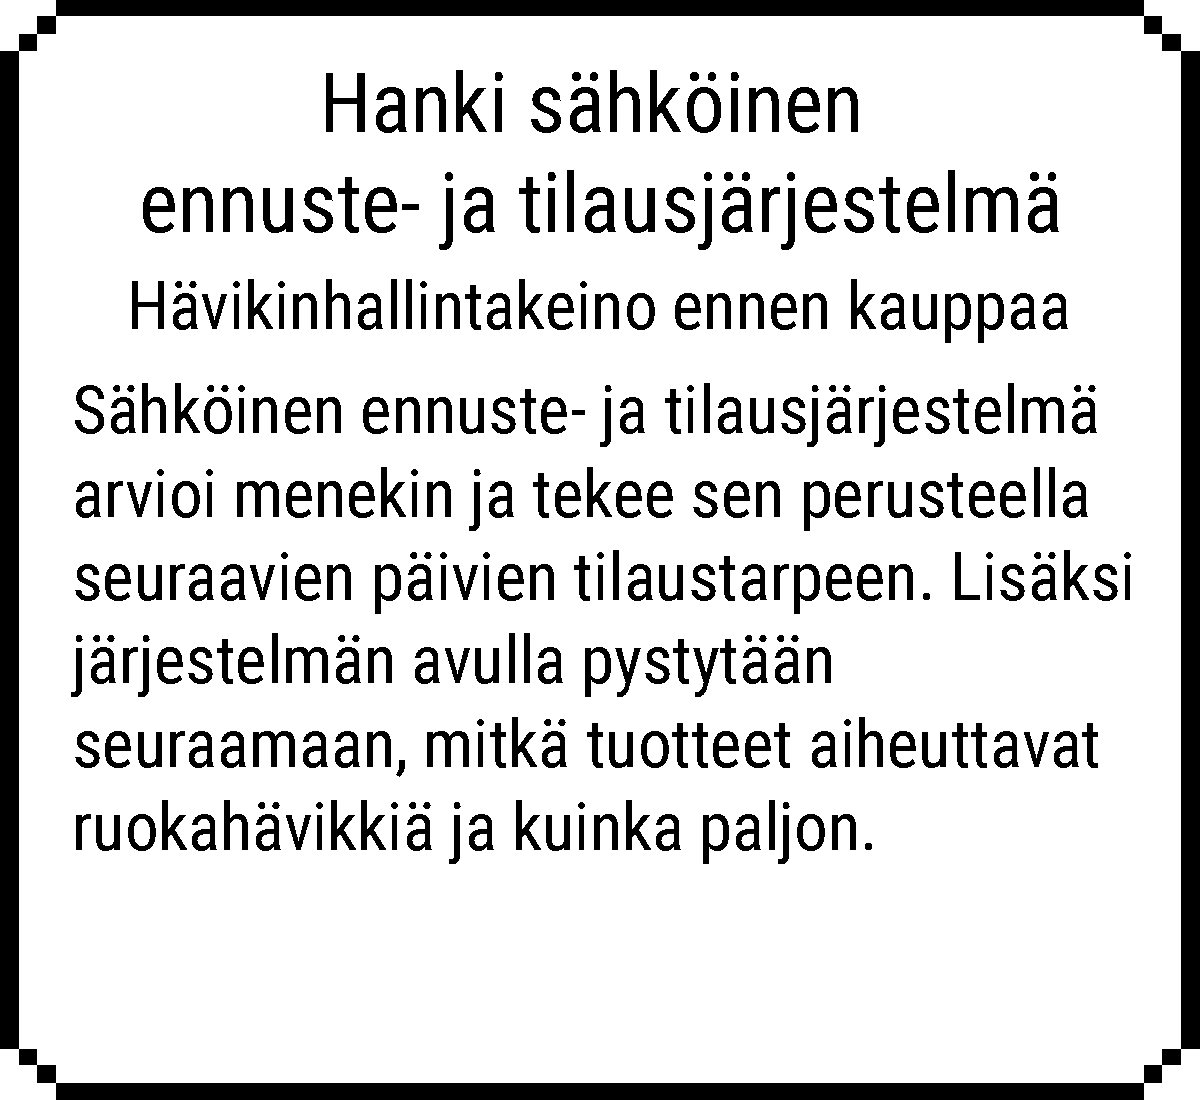 Hanki sähköinen
ennuste- ja tilausjärjestelmä
Hävikinhallintakeino ennen kauppaa
Sähköinen ennuste- ja tilausjärjestelmä
arvioi menekin ja tekee sen perusteella
seuraavien päivien tilaustarpeen. Lisäksi
järjestelmän avulla pystytään
seuraamaan, mitkä tuotteet aiheuttavat
ruokahävikkiä ja kuinka paljon.